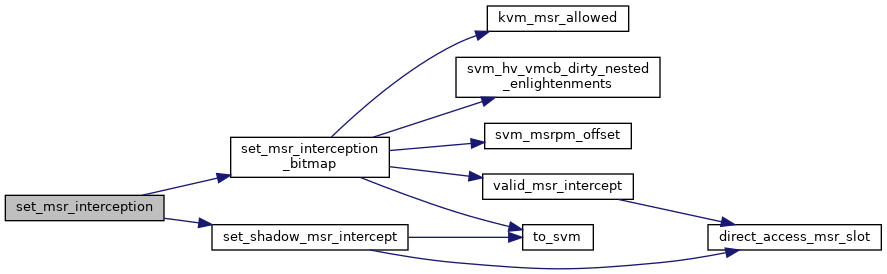 kvm_msr_allowed
svm_hv_vmcb_dirty_nested
_enlightenments
svm_msrpm_offset
set_msr_interception
_bitmap
valid_msr_intercept
set_msr_interception
set_shadow_msr_intercept
to_svm
direct_access_msr_slot